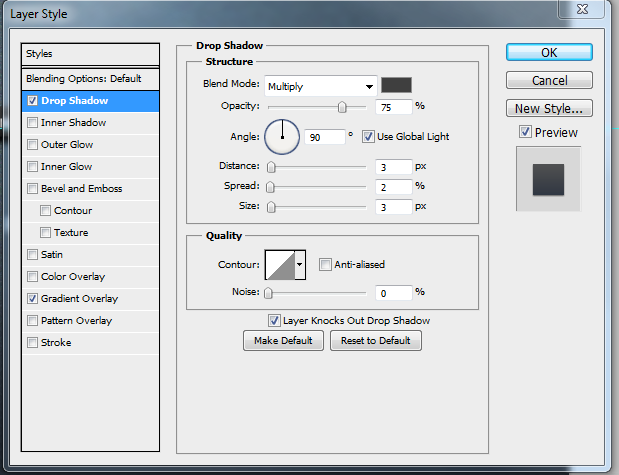 Layer Style
Styles
Blending Options: Default
Drop Shadow
Inner Shadow
Outer Glow
Inner Glow
Bevel and Emboss
Contour
Texture
Satin
Color Overlay
Gradient Overlay
Pattern Overlay
Stroke
Drop Shadow
Structure
Blend Mode: Multiply
Opacity: 75 %
Angle: 90 ° Use Global Light
Distance: 3 px
Spread: 2 %
Size: 3 px
Quality
Contour: Anti-aliased
Noise: 0 %
Layer Knocks Out Drop Shadow
Make Default Reset to Default
OK
Cancel
New Style...
Preview